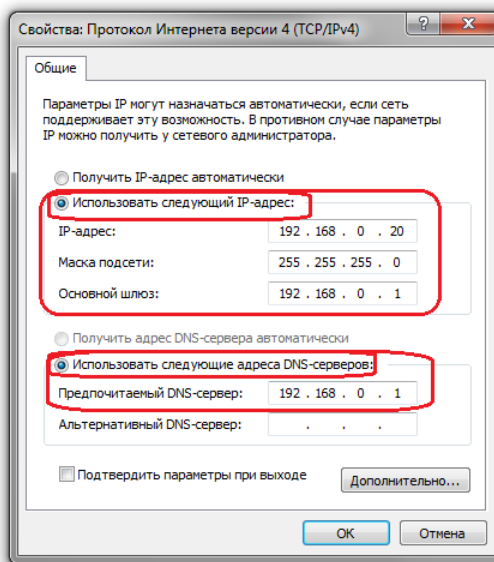 Свойства: Протокол Интернета версии 4 (TCP/IPv4)
Общие
Параметры IP могут назначаться автоматически, если сеть
поддерживает эту возможность. В противном случае параметры
IP можно получить у сетевого администратора.
Получить IP-адрес автоматически
Использовать следующий IP-адрес:
IP-адрес: 192 . 168 . 0 . 20
Маска подсети: 255 . 255 . 255 . 0
Основной шлюз: 192 . 168 . 0 . 1
Получить адрес DNS-сервера автоматически
Использовать следующие адреса DNS-серверов:
Предпочитаемый DNS-сервер: 192 . 168 . 0 . 1
Альтернативный DNS-сервер: . . .
Подтвердить параметры при выходе
Дополнительно...
OK Отмена